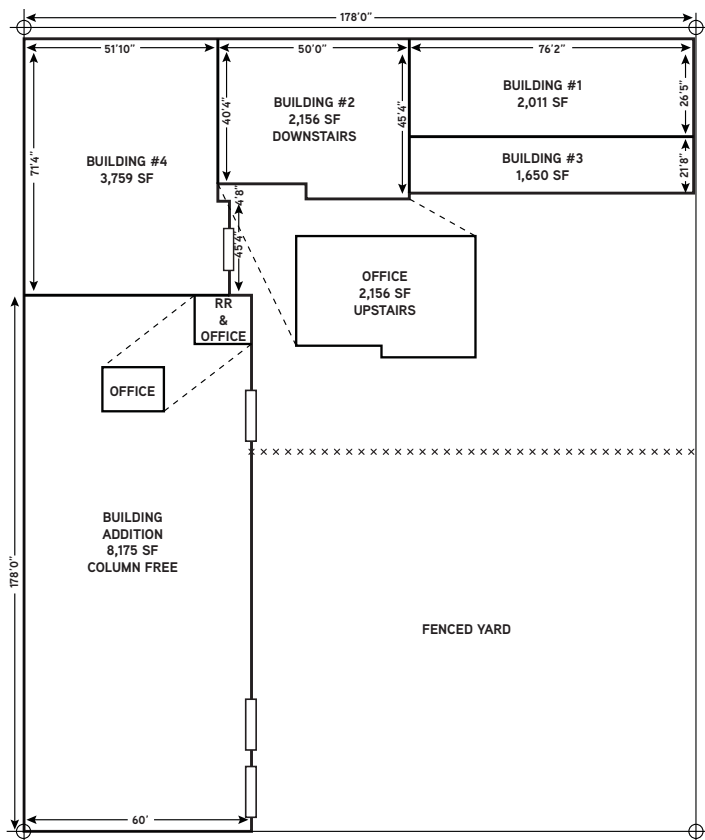 178'0"
51'10"
50'0"
76'2"
BUILDING #1
2,011 SF
26'5"
BUILDING #2
2,156 SF
DOWNSTAIRS
40'4"
45'4"
71'4"
BUILDING #4
3,759 SF
BUILDING #3
1,650 SF
21'8"
4'8"
45'4"
OFFICE
2,156 SF
UPSTAIRS
RR
&
OFFICE
OFFICE
BUILDING
ADDITION
8,175 SF
COLUMN FREE
178'0"
FENCED YARD
60'